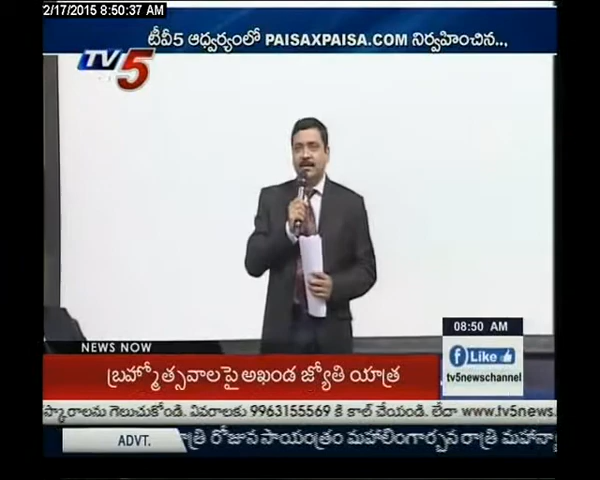 2/17/2015 8:50:37 AM
టీవీ5 ఆధ్వర్యంలో PAISAXPAISA.COM నిర్వహించిన..,
TV5
08:50 AM
NEWS NOW
Like
బ్రహ్మోత్సవాలపై అఖండ జ్యోతి యాత్ర
tv5newschannel
స్కారాలను గెలుచుకోండి. వివరాలకు 9963155569 కి కాల్ చేయండి. లేదా www.tv5news.
ADVT.
రాత్రి రోజున సాయంత్రం మహాలింగార్చన రాత్రి